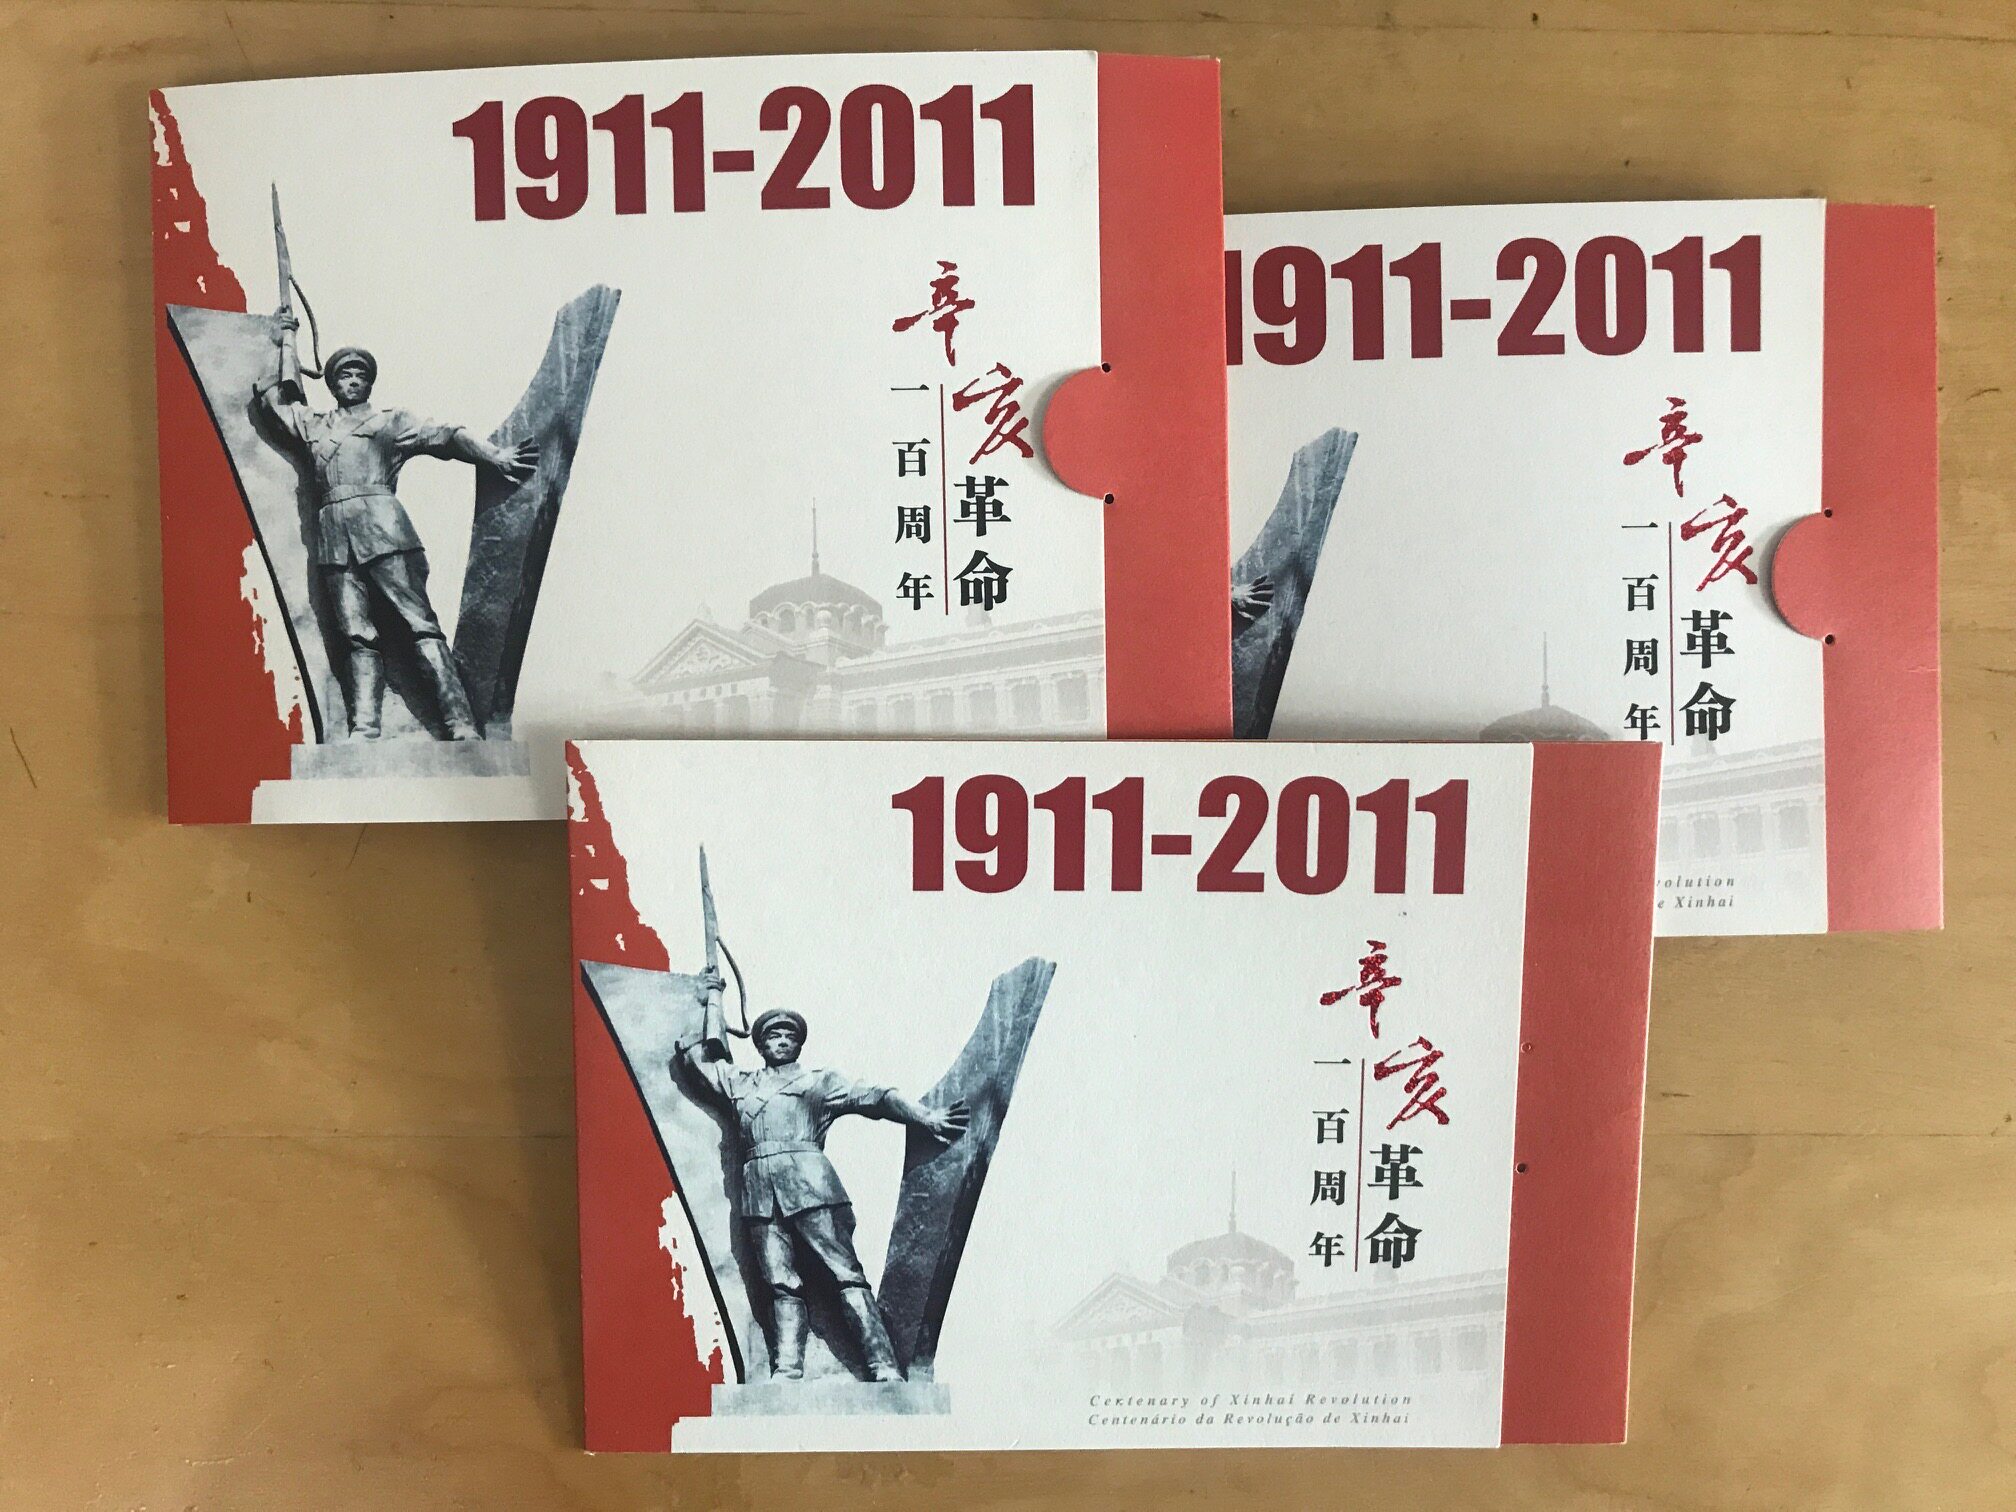 1911-2011
辛亥革命
一百周年
1911-2011
辛亥革命
一百周年
volution
e Xinhai
1911-2011
辛亥革命
一百周年
Centenary of Xinhai Revolution
Centenário da Revolução de Xinhai